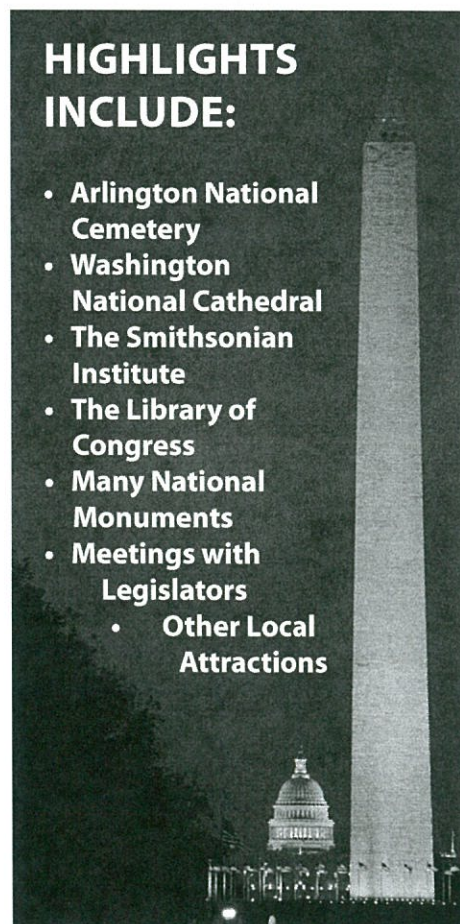 HIGHLIGHTS
INCLUDE:
• Arlington National
Cemetery
• Washington
National Cathedral
• The Smithsonian
Institute
• The Library of
Congress
• Many National
Monuments
• Meetings with
Legislators
• Other Local
Attractions